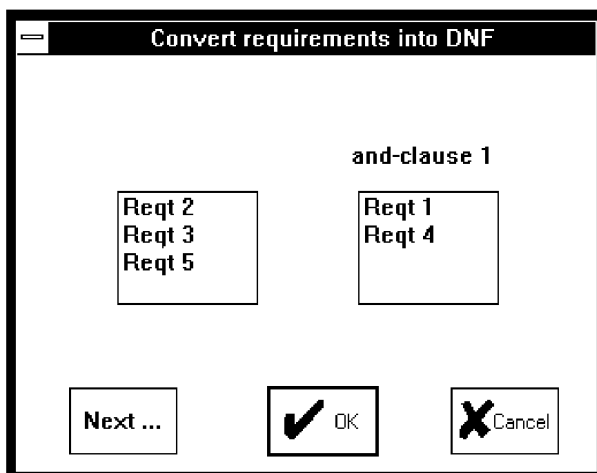 Convert requirements into DNF
and-clause 1
Reqt 2
Reqt 3
Reqt 5
Reqt 1
Reqt 4
Next ...
OK
Cancel